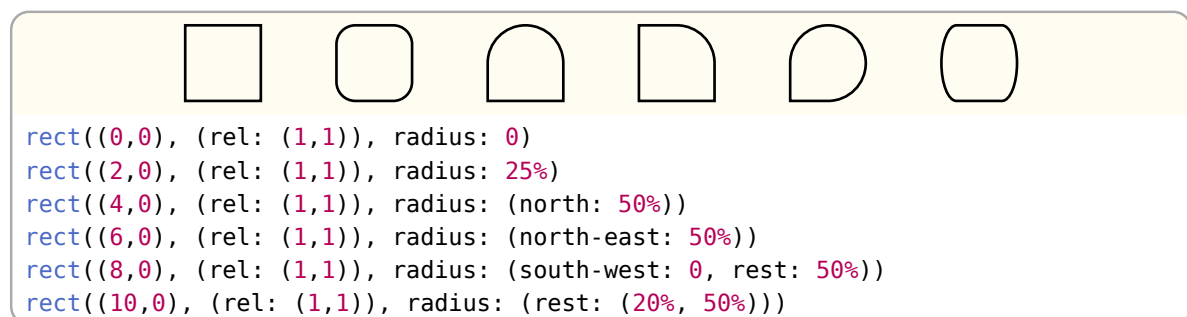 rect((0,0), (rel: (1,1)), radius: 0)
rect((2,0), (rel: (1,1)), radius: 25%)
rect((4,0), (rel: (1,1)), radius: (north: 50%))
rect((6,0), (rel: (1,1)), radius: (north-east: 50%))
rect((8,0), (rel: (1,1)), radius: (south-west: 0, rest: 50%))
rect((10,0), (rel: (1,1)), radius: (rest: (20%, 50%)))